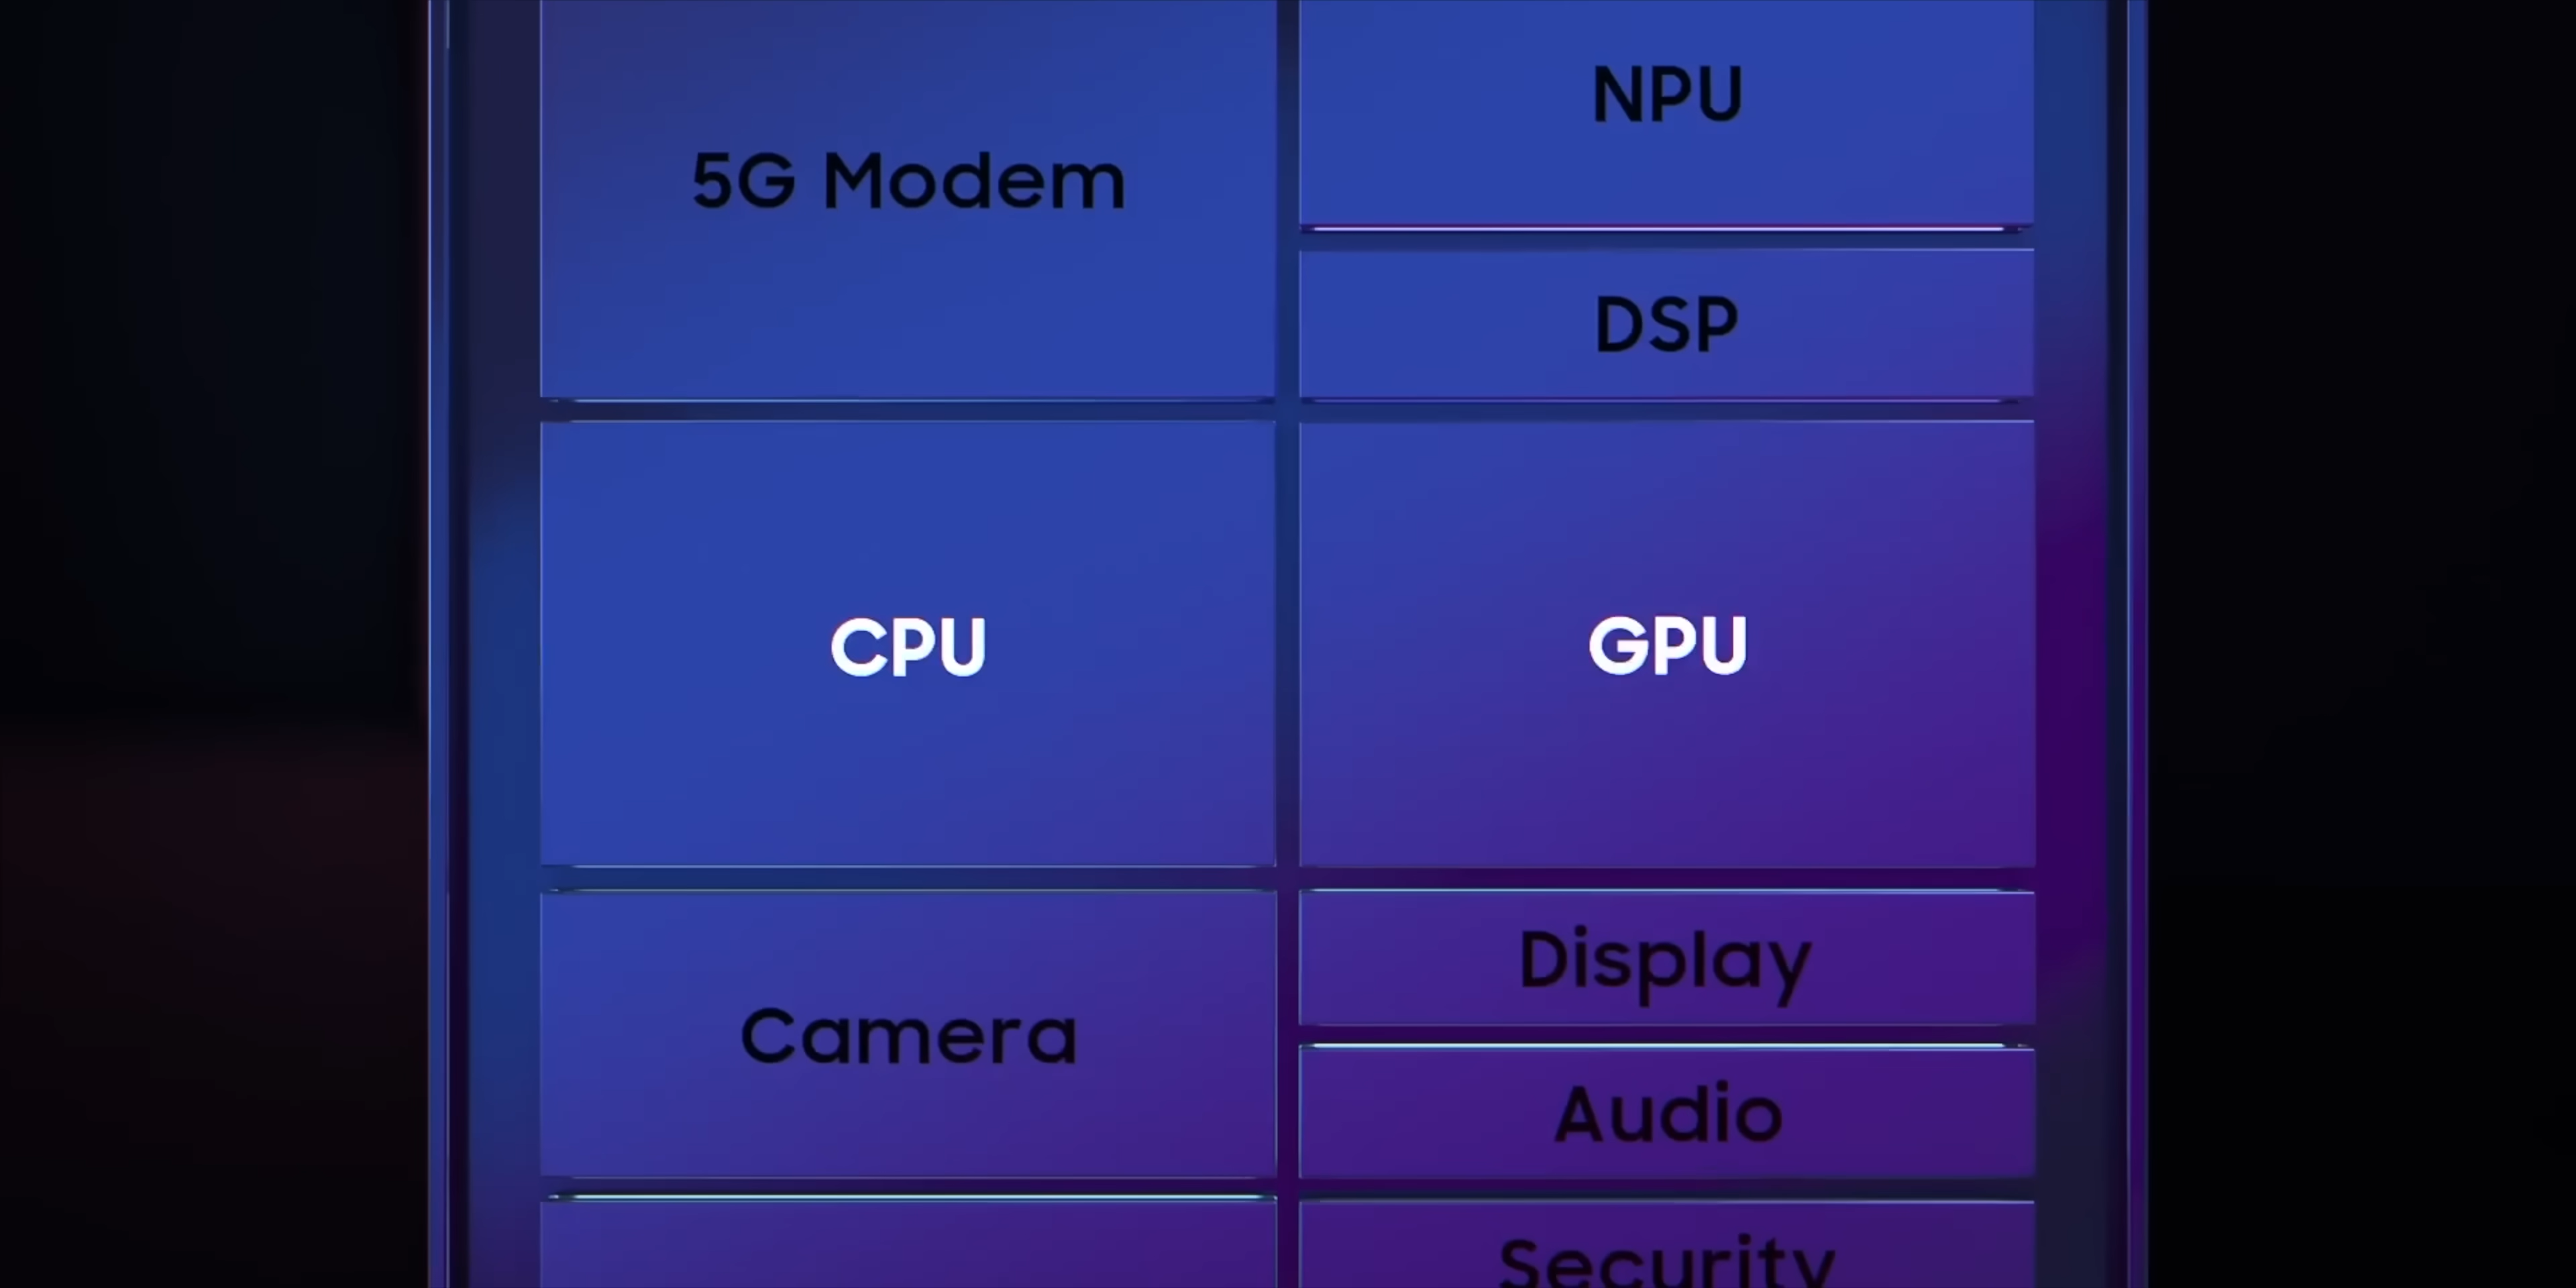 5G Modem
NPU
DSP
CPU
GPU
Camera
Display
Audio
Security